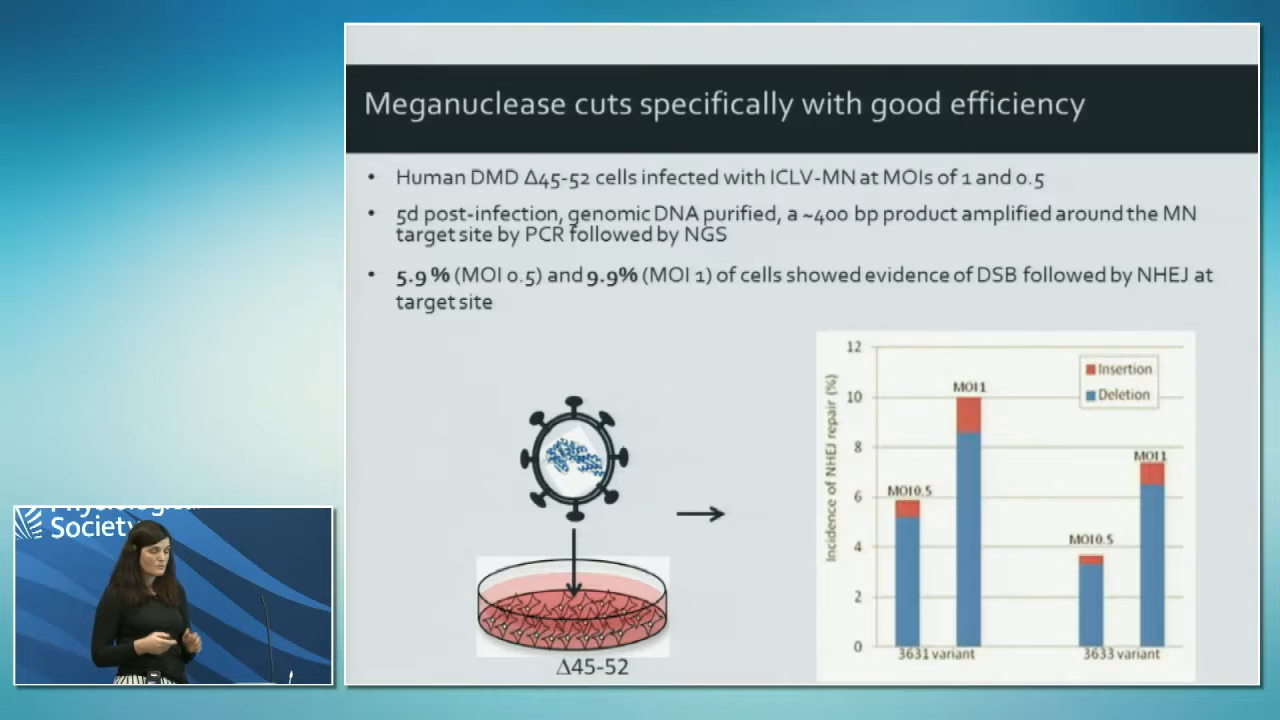 Meganuclease cuts specifically with good efficiency
• Human DMD Δ45-52 cells infected with ICLV-MN at MOIs of 1 and 0.5
• 5d post-infection, genomic DNA purified, a ~400 bp product amplified around the MN
target site by PCR followed by NGS
• 5.9 % (MOI 0.5) and 9.9% (MOI 1) of cells showed evidence of DSB followed by NHEJ at
target site
Δ45-52
Incidence of NHEJ repair (%)
12
10
8
6
4
2
0
Insertion
Deletion
MOI0.5
MOI1
MOI0.5
MOI1
3631 variant
3633 variant
Society